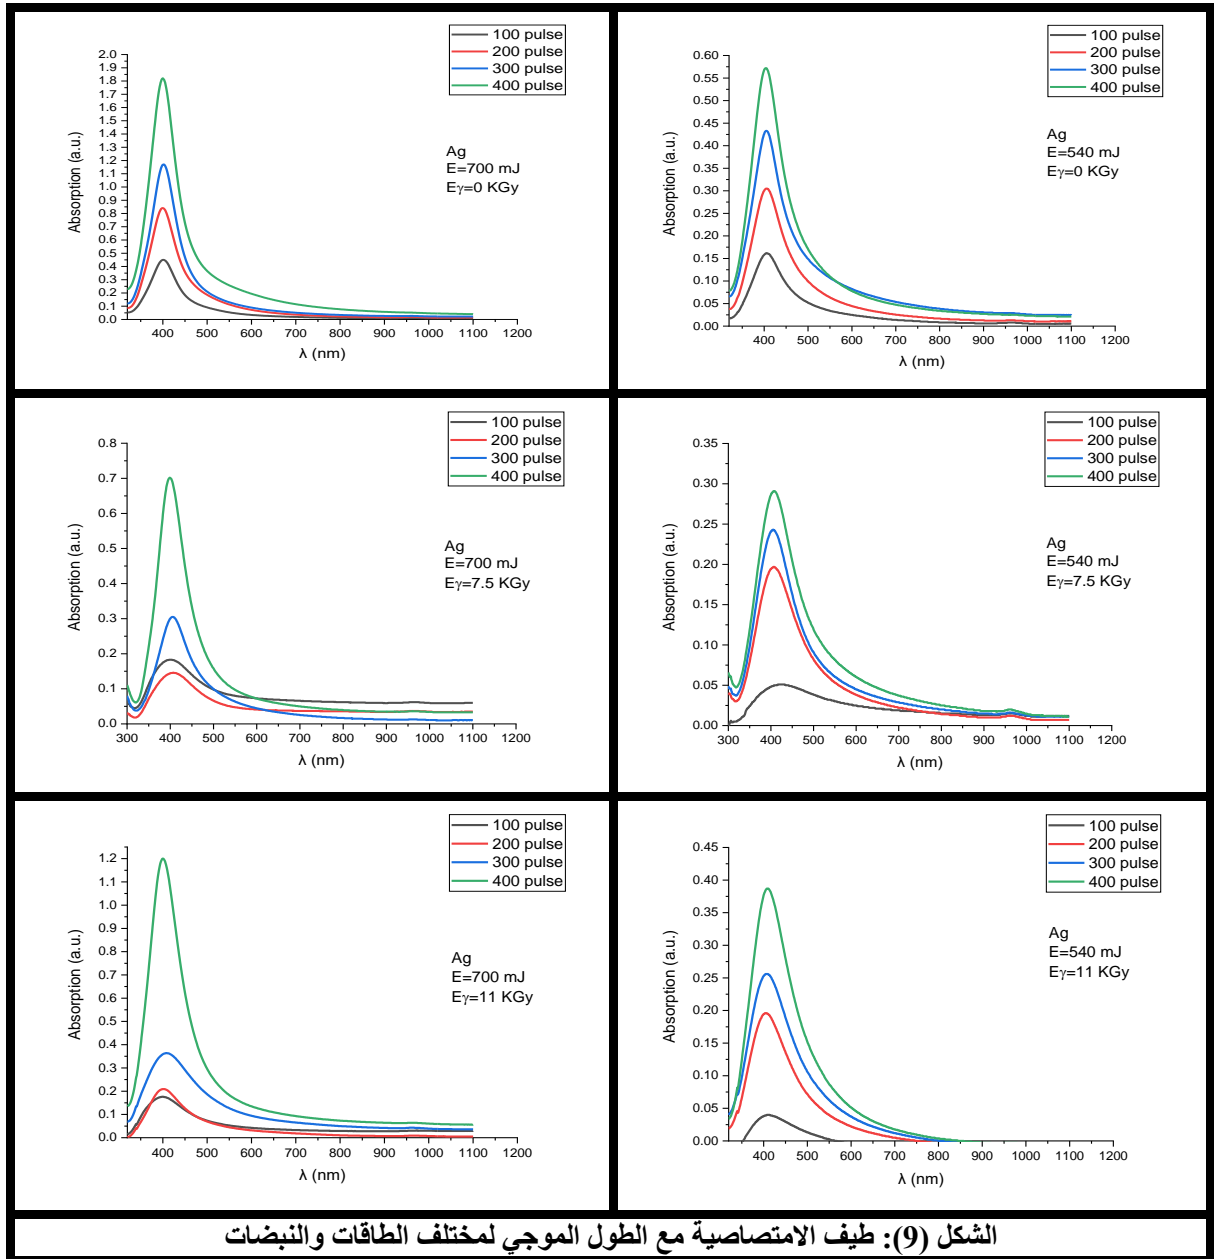 100 pulse
200 pulse
300 pulse
400 pulse
Ag
E=700 mJ
Eγ=0 KGy
Absorption (a.u.)
2.0
1.9
1.8
1.7
1.6
1.5
1.4
1.3
1.2
1.1
1.0
0.9
0.8
0.7
0.6
0.5
0.4
0.3
0.2
0.1
0.0
400 500 600 700 800 900 1000 1100 1200
λ (nm)
100 pulse
200 pulse
300 pulse
400 pulse
Ag
E=540 mJ
Eγ=0 KGy
Absorption (a.u.)
0.60
0.55
0.50
0.45
0.40
0.35
0.30
0.25
0.20
0.15
0.10
0.05
0.00
400 500 600 700 800 900 1000 1100 1200
λ (nm)
100 pulse
200 pulse
300 pulse
400 pulse
Ag
E=700 mJ
Eγ=7.5 KGy
Absorption (a.u.)
0.8
0.7
0.6
0.5
0.4
0.3
0.2
0.1
0.0
300 400 500 600 700 800 900 1000 1100 1200
λ (nm)
100 pulse
200 pulse
300 pulse
400 pulse
Ag
E=540 mJ
Eγ=7.5 KGy
Absorption (a.u.)
0.35
0.30
0.25
0.20
0.15
0.10
0.05
0.00
300 400 500 600 700 800 900 1000 1100 1200
λ (nm)
100 pulse
200 pulse
300 pulse
400 pulse
Ag
E=700 mJ
Eγ=11 KGy
Absorption (a.u.)
1.2
1.1
1.0
0.9
0.8
0.7
0.6
0.5
0.4
0.3
0.2
0.1
0.0
400 500 600 700 800 900 1000 1100 1200
λ (nm)
100 pulse
200 pulse
300 pulse
400 pulse
Ag
E=540 mJ
Eγ=11 KGy
Absorption (a.u.)
0.45
0.40
0.35
0.30
0.25
0.20
0.15
0.10
0.05
0.00
400 500 600 700 800 900 1000 1100 1200
λ (nm)
الشكل (9): طيف الامتصاصية مع الطول الموجي لمختلف الطاقات والنبضات